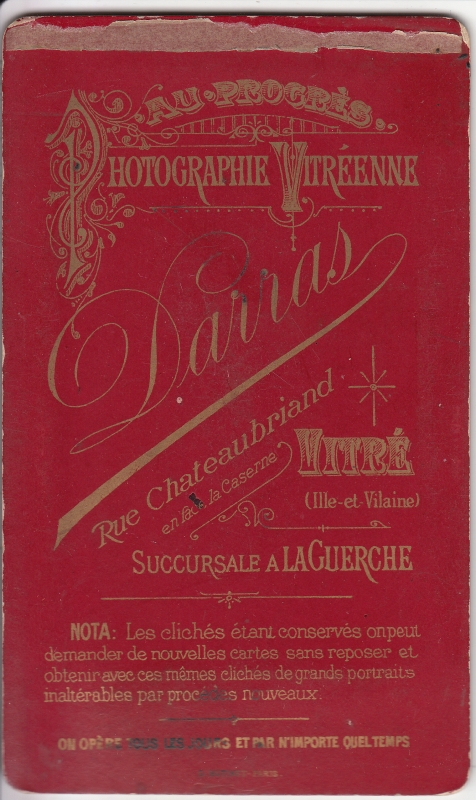 AU PROGRÈS
PHOTOGRAPHIE VITRÉENNE
Darras
Rue Chateaubriand
en face la Caserne
VITRÉ
(Ille-et-Vilaine)
SUCCURSALE A LA GUERCHE
NOTA: Les clichés étant conservés on peut
demander de nouvelles cartes sans reposer et
obtenir avec ces mêmes clichés de grands portraits
inaltérables par procédés nouveaux.
ON OPÈRE TOUS LES JOURS ET PAR N'IMPORTE QUEL TEMPS